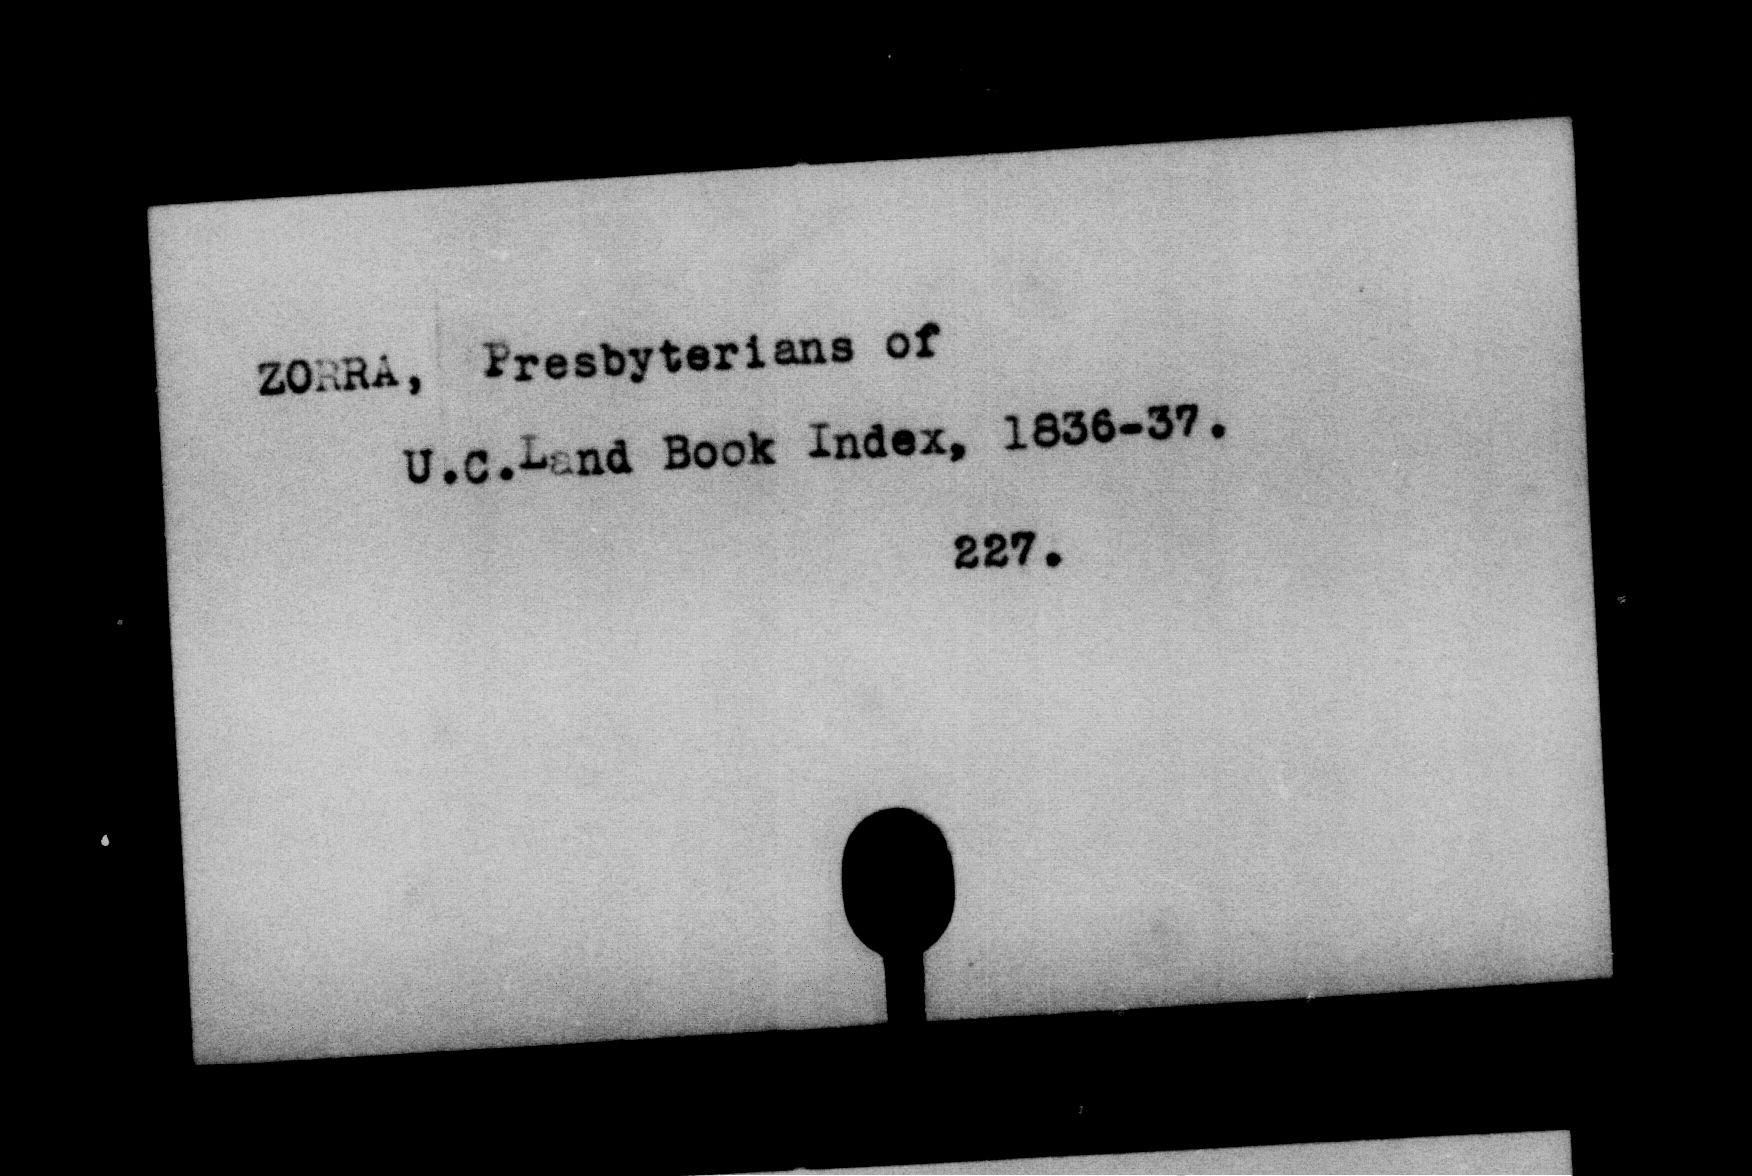 ZORRA, Presbyterians of
U.C.Land Book Index, 1836-37.
227.